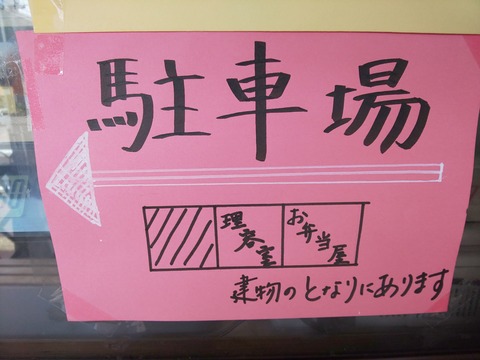 駐車場
理容室
お弁当屋
建物のとなりにあります